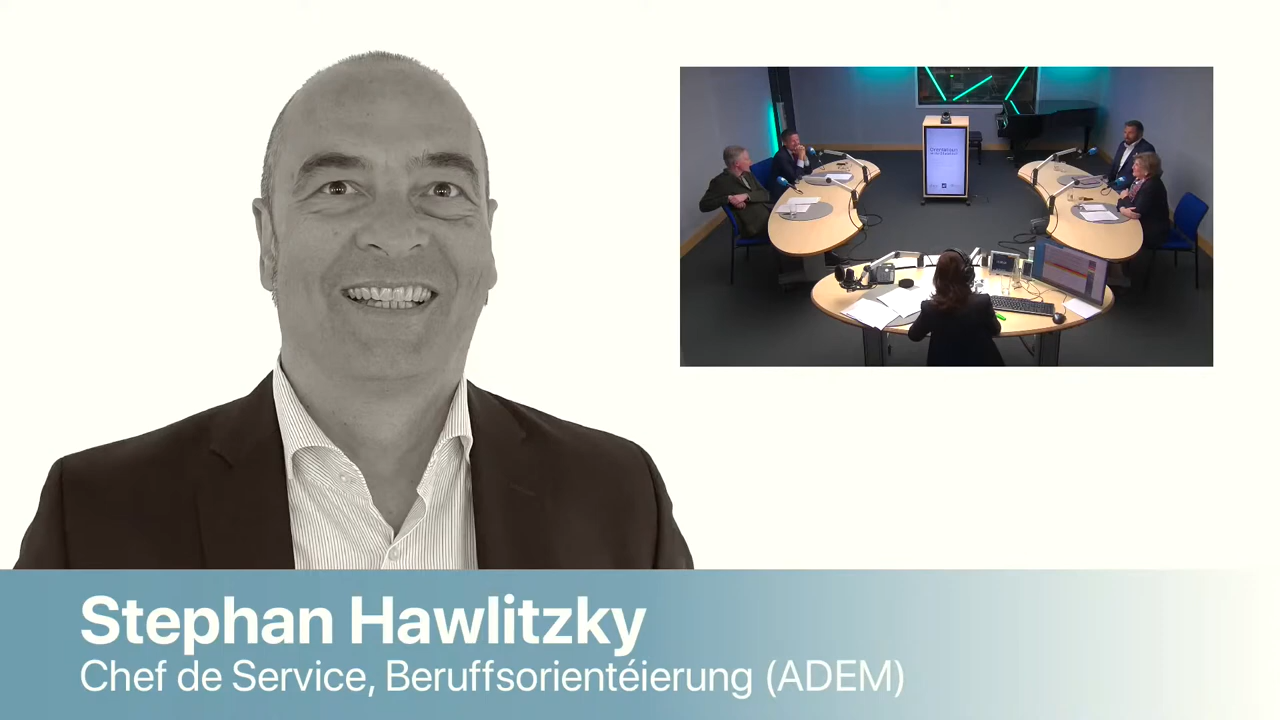 Stephan Hawlitzky
Chef de Service, Beruffsorientéierung (ADEM)